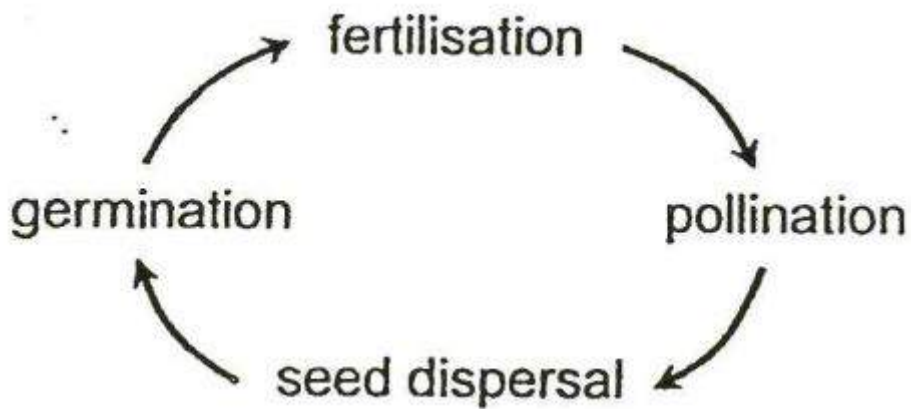 fertilisation
germination
pollination
seed dispersal